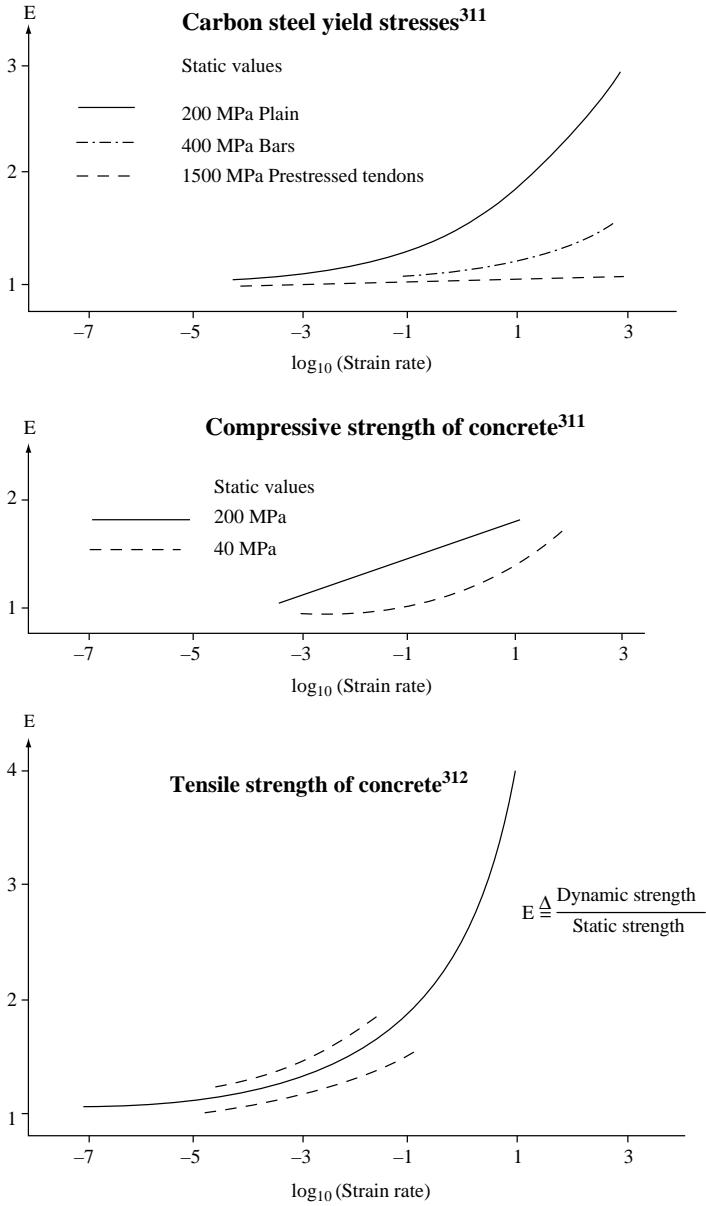 E
Carbon steel yield stresses³¹¹
Static values
200 MPa Plain
400 MPa Bars
1500 MPa Prestressed tendons
3
2
1
–7 –5 –3 –1 1 3
log₁₀ (Strain rate)
E
Compressive strength of concrete³¹¹
Static values
200 MPa
40 MPa
2
1
–7 –5 –3 –1 1 3
log₁₀ (Strain rate)
E
Tensile strength of concrete³¹²
4
3
2
1
E ≜ Dynamic strength
Static strength
–7 –5 –3 –1 1 3
log₁₀ (Strain rate)